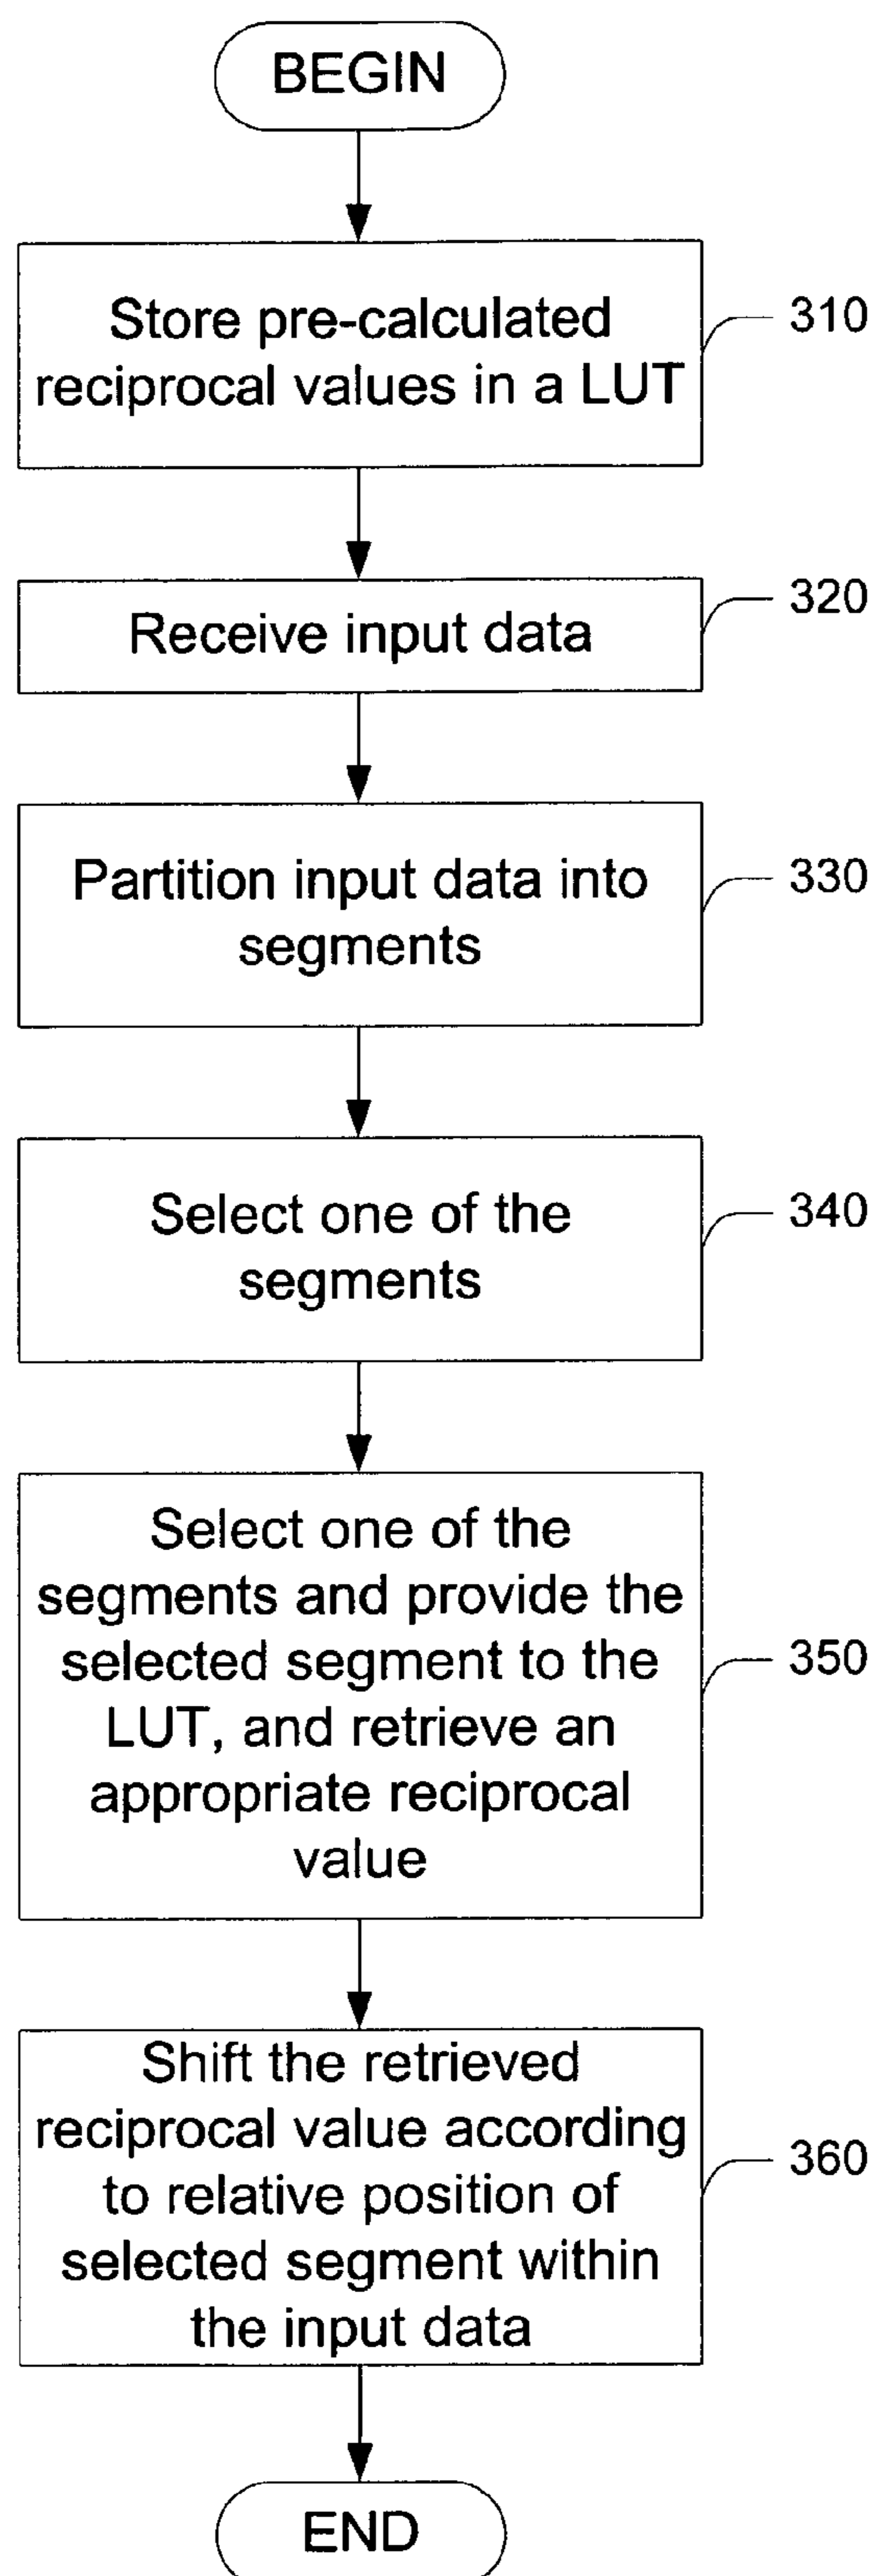 BEGIN
Store pre-calculated
reciprocal values in a LUT
310
Receive input data
320
Partition input data into
segments
330
Select one of the
segments
340
Select one of the
segments and provide the
selected segment to the
LUT, and retrieve an
appropriate reciprocal
value
350
Shift the retrieved
reciprocal value according
to relative position of
selected segment within
the input data
360
END